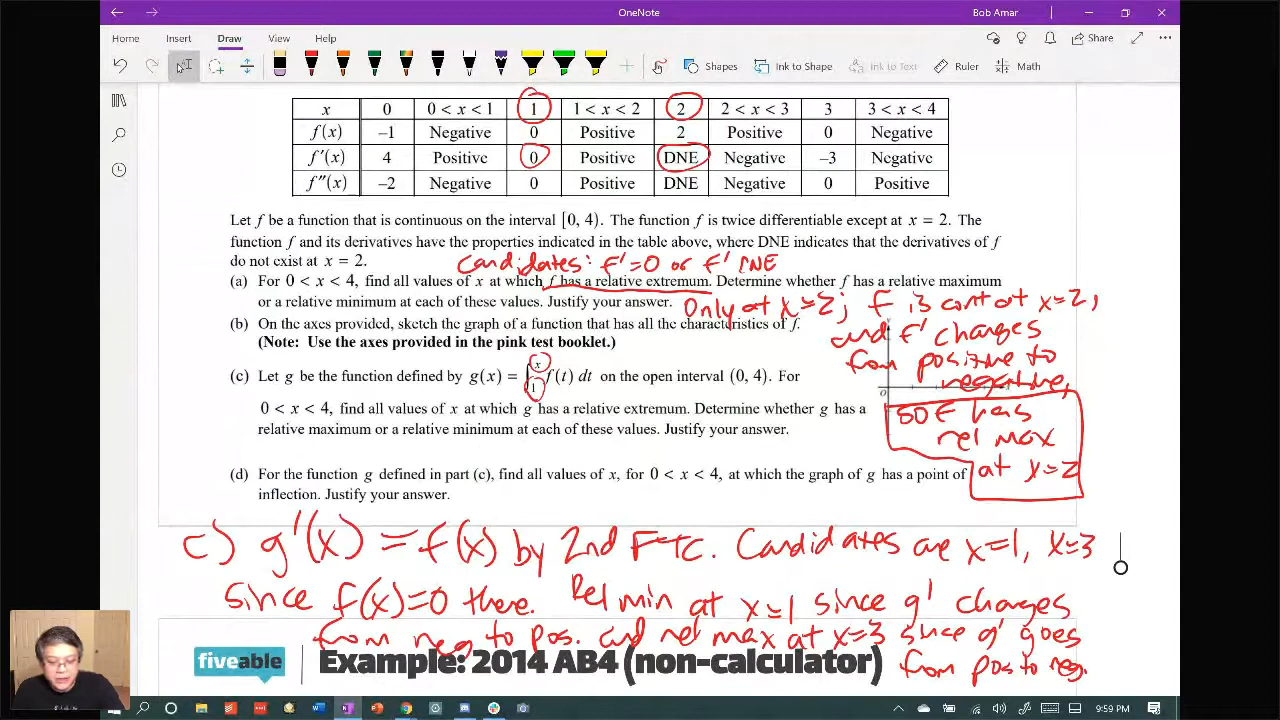 OneNote
Bob Amar
Home Insert Draw View Help
Shapes Ink to Shape Ink to Text Ruler Math Share
x 0 0 < x < 1 1 1 < x < 2 2 2 < x < 3 3 3 < x < 4
f(x) –1 Negative 0 Positive 2 Positive 0 Negative
f′(x) 4 Positive 0 Positive DNE Negative –3 Negative
f″(x) –2 Negative 0 Positive DNE Negative 0 Positive
Let f be a function that is continuous on the interval [0, 4). The function f is twice differentiable except at x = 2. The
function f and its derivatives have the properties indicated in the table above, where DNE indicates that the derivatives of f
do not exist at x = 2.
Candidates: f'=0 or f' DNE
(a) For 0 < x < 4, find all values of x at which f has a relative extremum. Determine whether f has a relative maximum
or a relative minimum at each of these values. Justify your answer.
Only at x=2; f is cont at x=2,
and f' changes
from positive to
negative,
so f has
rel max
at x=2
(b) On the axes provided, sketch the graph of a function that has all the characteristics of f.
(Note: Use the axes provided in the pink test booklet.)
(c) Let g be the function defined by g(x) = ∫₁ˣ f(t) dt on the open interval (0, 4). For
0 < x < 4, find all values of x at which g has a relative extremum. Determine whether g has a
relative maximum or a relative minimum at each of these values. Justify your answer.
O
(d) For the function g defined in part (c), find all values of x, for 0 < x < 4, at which the graph of g has a point of
inflection. Justify your answer.
c) g'(x) = f(x) by 2nd FTC. Candidates are x=1, x=3
since f(x)=0 there. Rel min at x=1 since g' changes
from neg to pos. and rel max at x=3 since g' goes
from pos to neg.
fiveable
Example: 2014 AB4 (non-calculator)
9:59 PM